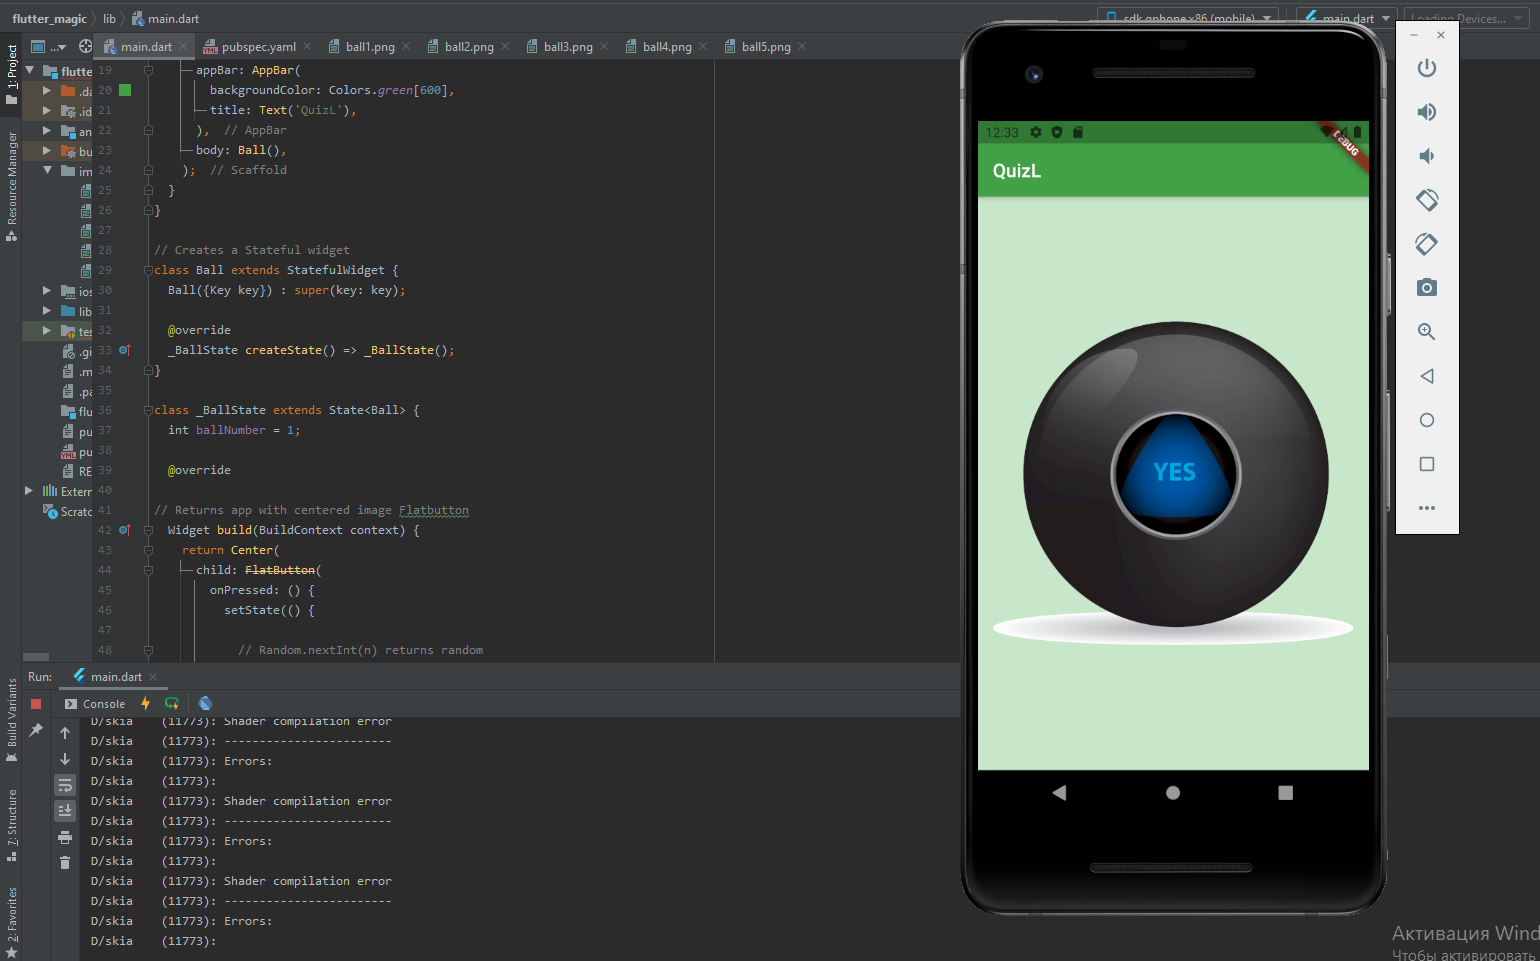 flutter_magic lib main.dart
sdk gphone x86 (mobile) main.dart Loading Devices...
1: Project
Resource Manager
Build Variants
7: Structure
2: Favorites
...
main.dart pubspec.yaml ball1.png ball2.png ball3.png ball4.png ball5.png
flutte
.da
.id
an
bu
im
ios
lib
tes
.gi
.m
.pa
flu
pu
pu
RE
Extern
Scratc
19 appBar: AppBar(
20 backgroundColor: Colors.green[600],
21 title: Text('QuizL'),
22 ), // AppBar
23 body: Ball(),
24 ); // Scaffold
25 }
26 }
27
28 // Creates a Stateful widget
29 class Ball extends StatefulWidget {
30 Ball({Key key}) : super(key: key);
31
32 @override
33 _BallState createState() => _BallState();
34 }
35
36 class _BallState extends State<Ball> {
37 int ballNumber = 1;
38
39 @override
40
41 // Returns app with centered image Flatbutton
42 Widget build(BuildContext context) {
43 return Center(
44 child: FlatButton(
45 onPressed: () {
46 setState(() {
47
48 // Random.nextInt(n) returns random
Run: main.dart
Console
D/skia (11773): Shader compilation error
D/skia (11773): ------------------------
D/skia (11773): Errors:
D/skia (11773):
D/skia (11773): Shader compilation error
D/skia (11773): ------------------------
D/skia (11773): Errors:
D/skia (11773):
D/skia (11773): Shader compilation error
D/skia (11773): ------------------------
D/skia (11773): Errors:
D/skia (11773):
12:33
DEBUG
QuizL
YES
Активация Wind
Чтобы активировать